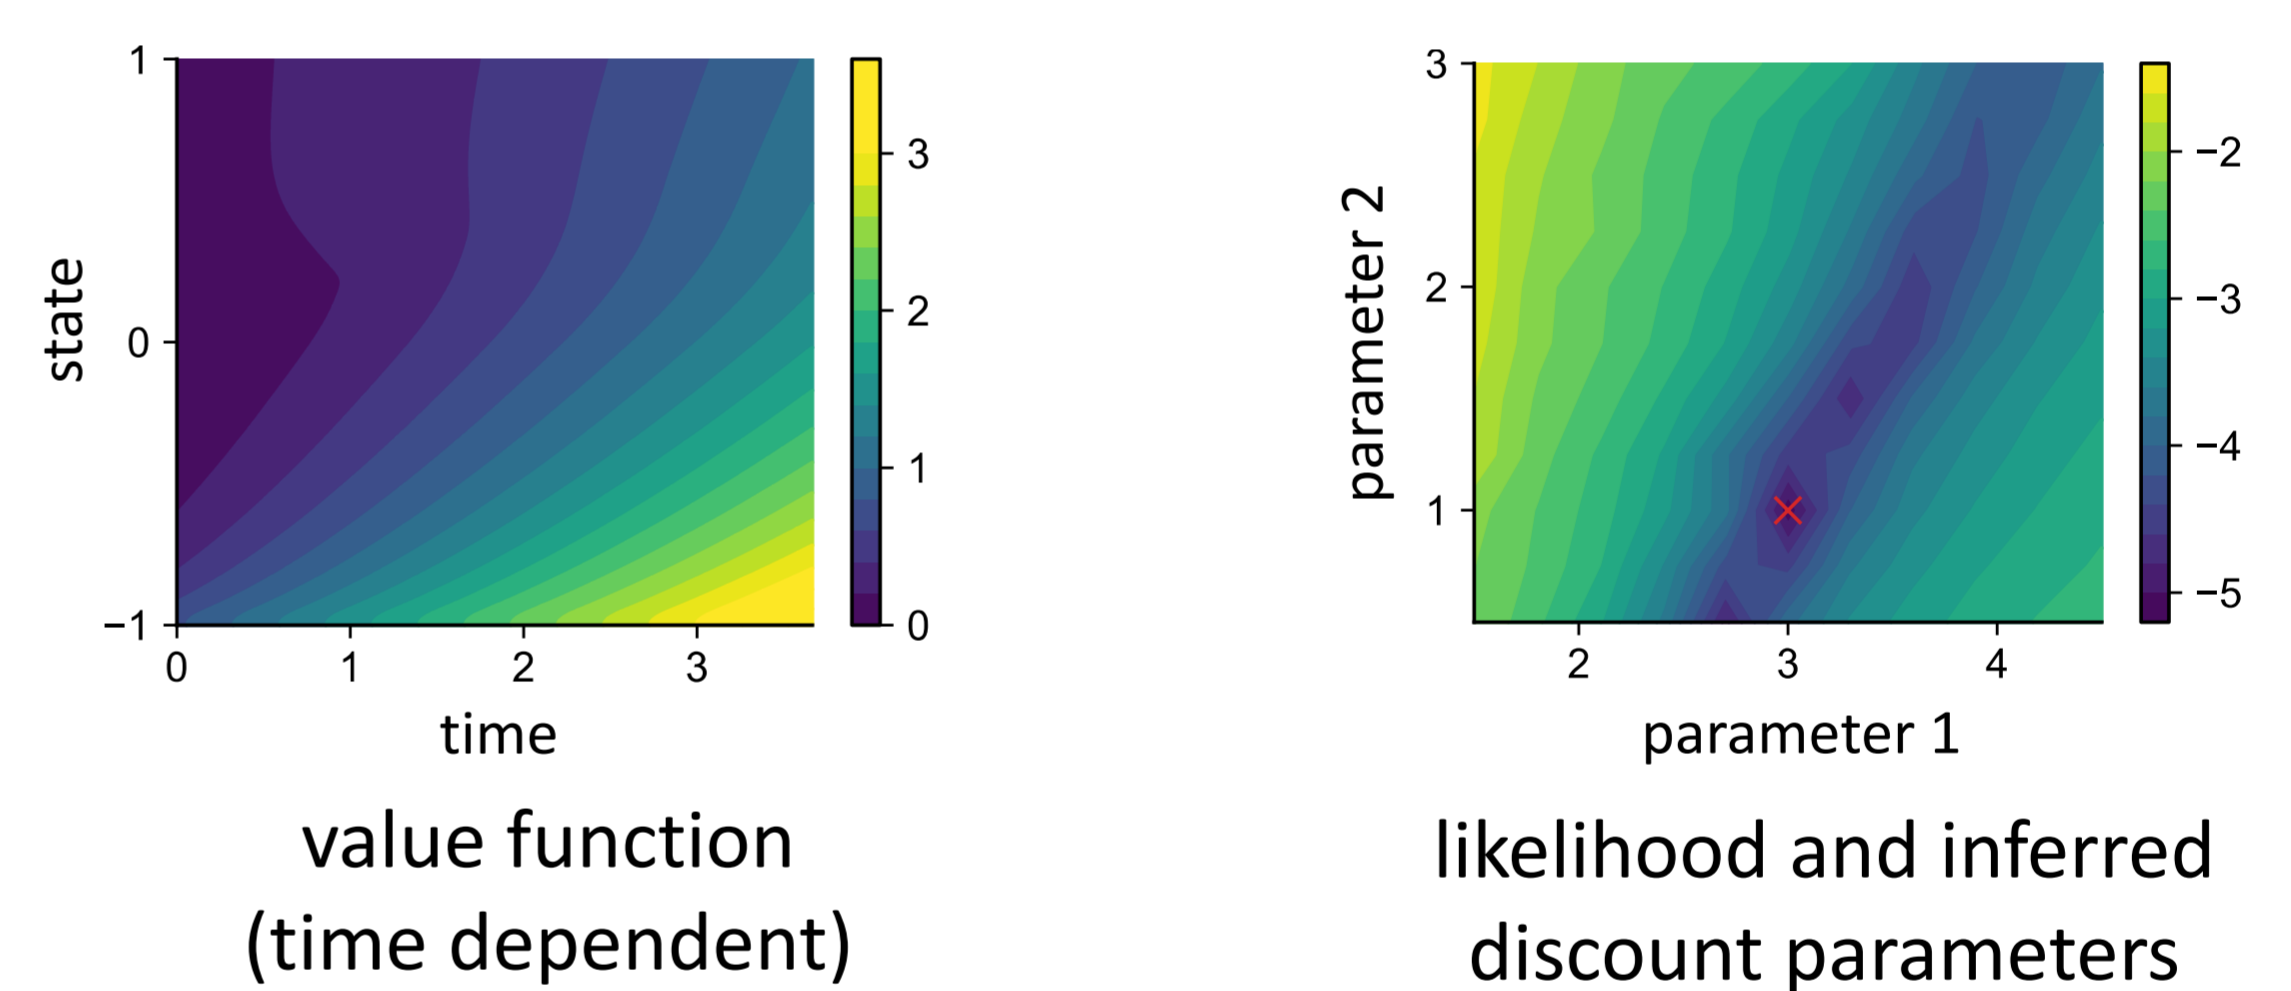 1
0
−1
state
0
1
2
3
time
3
2
1
0
value function
(time dependent)
3
2
1
parameter 2
2
3
4
parameter 1
−2
−3
−4
−5
likelihood and inferred
discount parameters